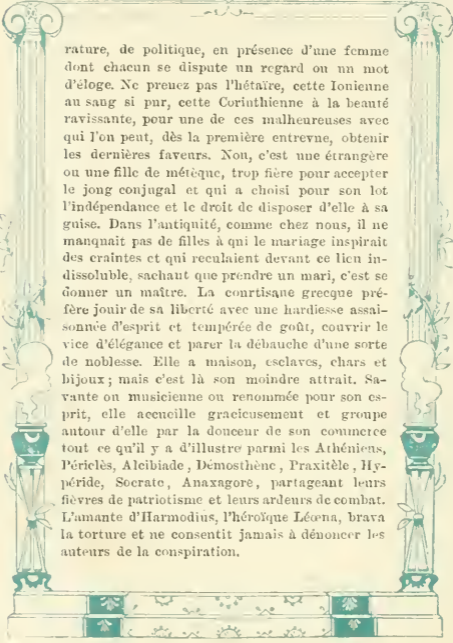 rature, de politique, en présence d'une femme
dont chacun se dispute un regard ou un mot
d'éloge. Ne prenez pas l'hétaïre, cette Ionienne
au sang si pur, cette Corinthienne à la beauté
ravissante, pour une de ces malheureuses avec
qui l'on peut, dès la première entrevue, obtenir
les dernières faveurs. Non, c'est une étrangère
ou une fille de métèque, trop fière pour accepter
le joug conjugal et qui a choisi pour son lot
l'indépendance et le droit de disposer d'elle à sa
guise. Dans l'antiquité, comme chez nous, il ne
manquait pas de filles à qui le mariage inspirait
des craintes et qui reculaient devant ce lien in-
dissoluble, sachant que prendre un mari, c'est se
donner un maître. La courtisane grecque pré-
fère jouir de sa liberté avec une hardiesse assai-
sonnée d'esprit et tempérée de goût, couvrir le
vice d'élégance et parer la débauche d'une sorte
de noblesse. Elle a maison, esclaves, chars et
bijoux ; mais c'est là son moindre attrait. Sa-
vante ou musicienne ou renommée pour son es-
prit, elle accueille gracieusement et groupe
autour d'elle par la douceur de son commerce
tout ce qu'il y a d'illustre parmi les Athéniens,
Périclès, Alcibiade, Démosthène, Praxitèle, Hy-
péride, Socrate, Anaxagore, partageant leurs
fièvres de patriotisme et leurs ardeurs de combat.
L'amante d'Harmodius, l'héroïque Léœna, brava
la torture et ne consentit jamais à dénoncer les
auteurs de la conspiration.